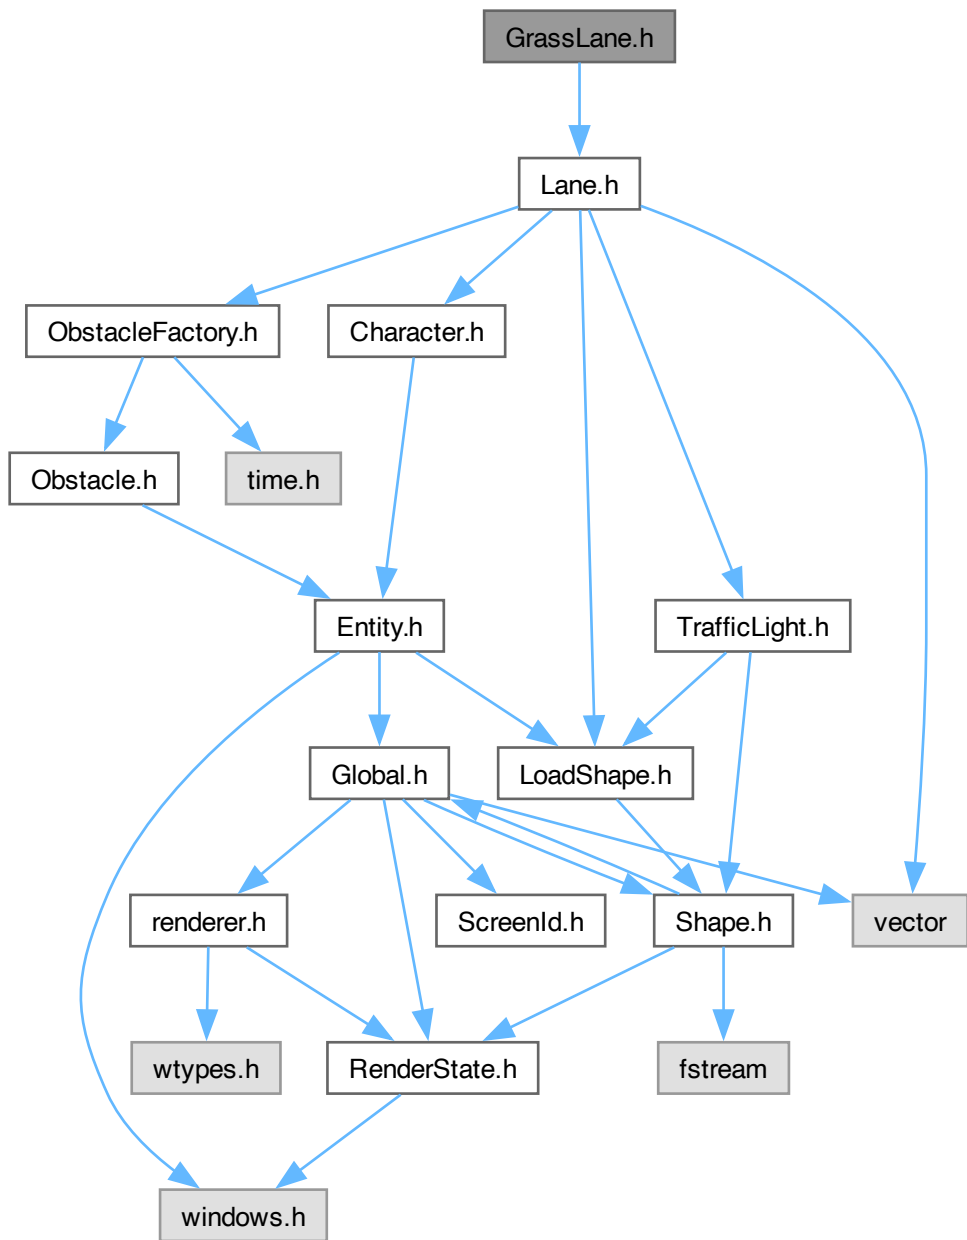 GrassLane.h
Lane.h
ObstacleFactory.h
Character.h
Obstacle.h
time.h
Entity.h
TrafficLight.h
Global.h
LoadShape.h
renderer.h
ScreenId.h
Shape.h
vector
wtypes.h
RenderState.h
fstream
windows.h